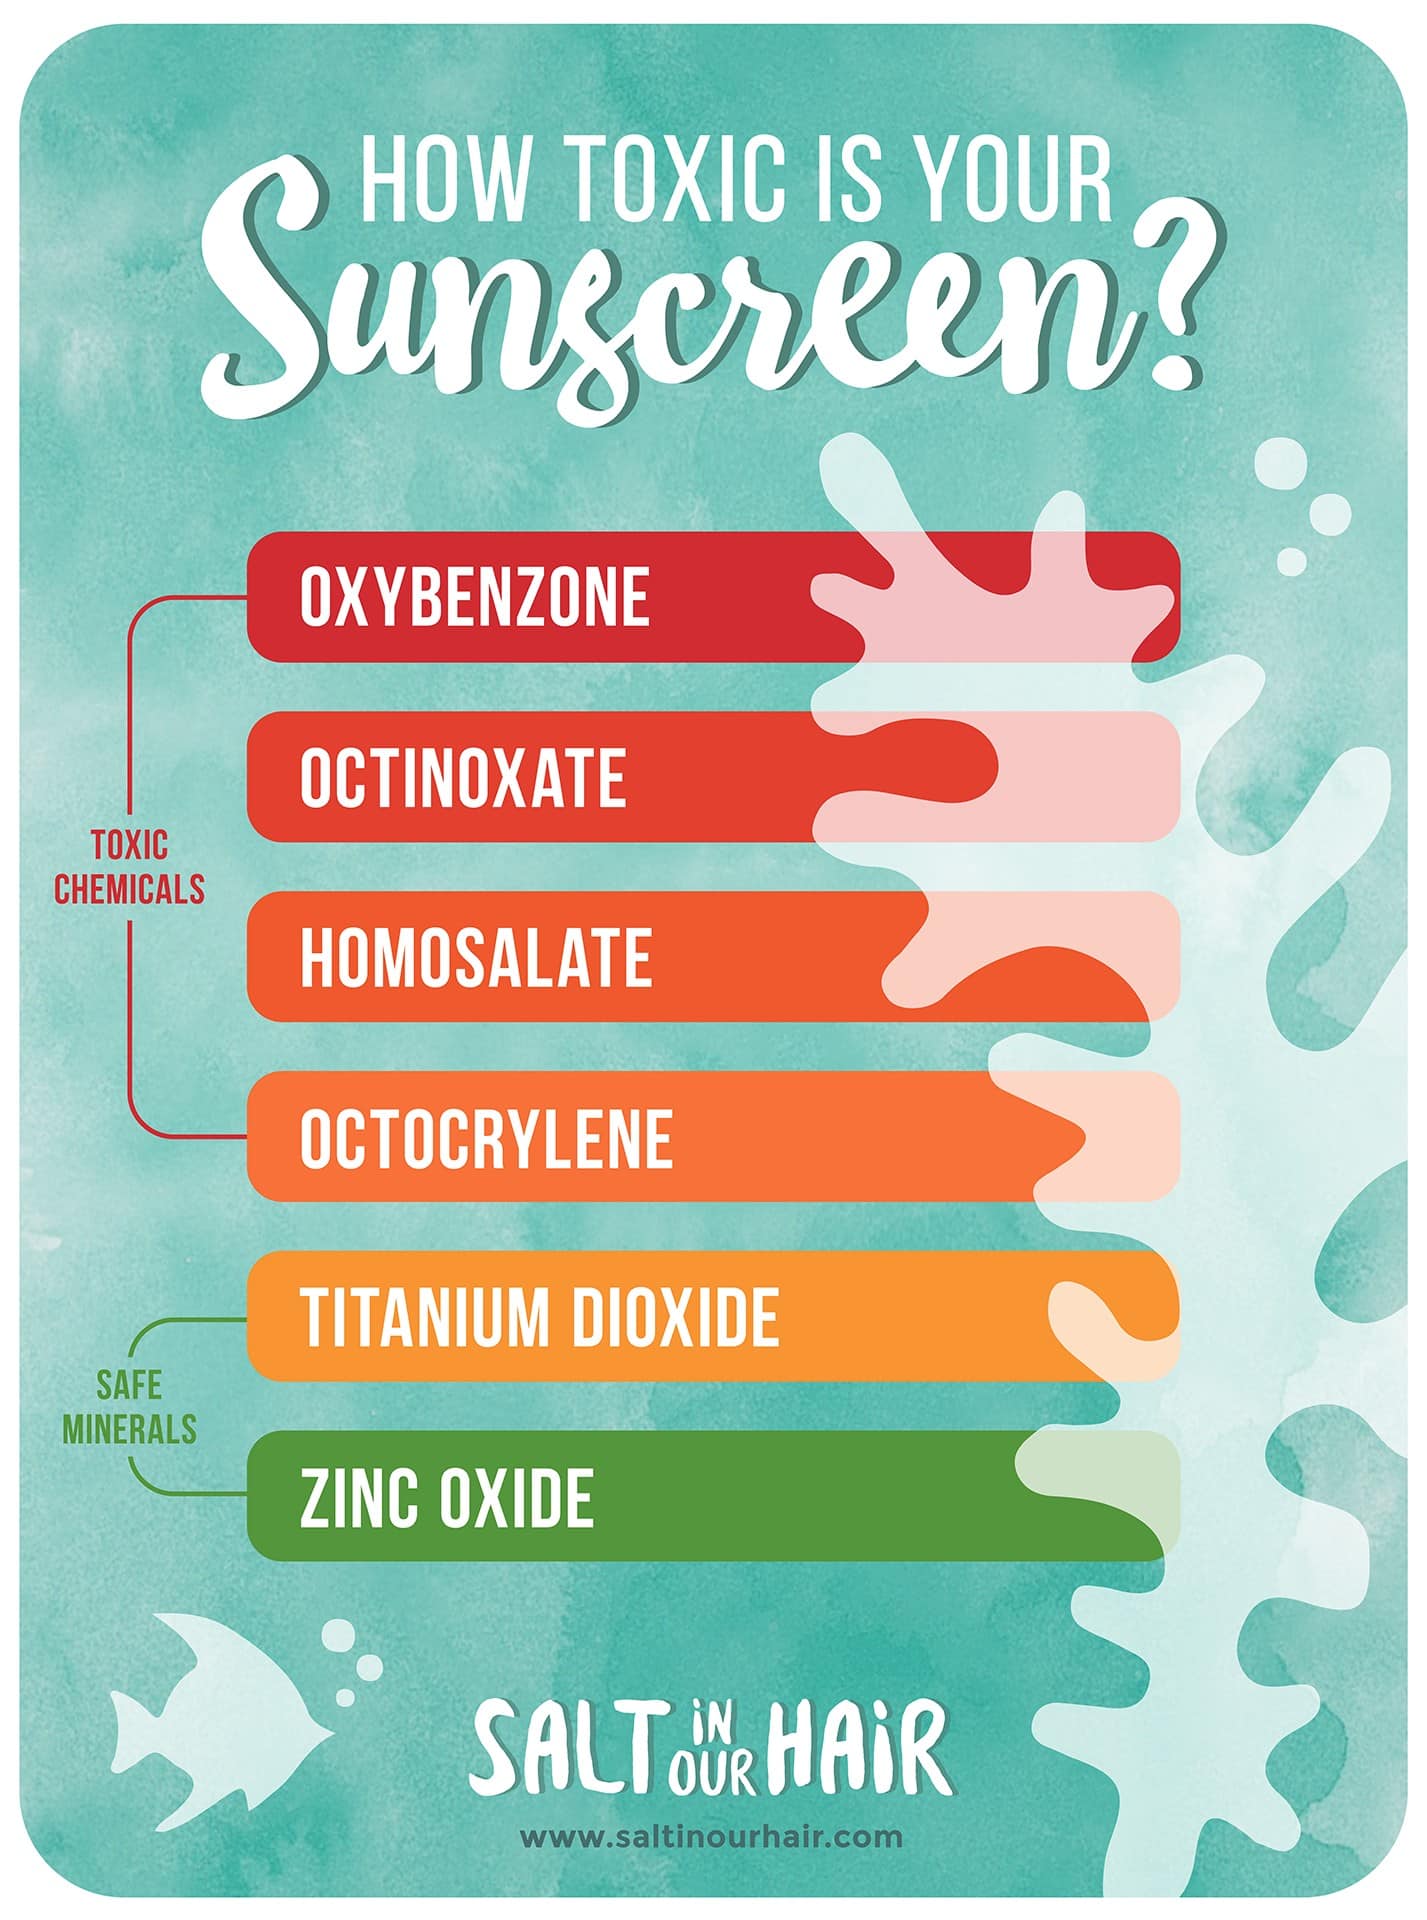 HOW TOXIC IS YOUR
Sunscreen?
OXYBENZONE
OCTINOXATE
TOXIC
CHEMICALS
HOMOSALATE
OCTOCRYLENE
TITANIUM DIOXIDE
SAFE
MINERALS
ZINC OXIDE
SALT IN OUR HAIR
www.saltinourhair.com